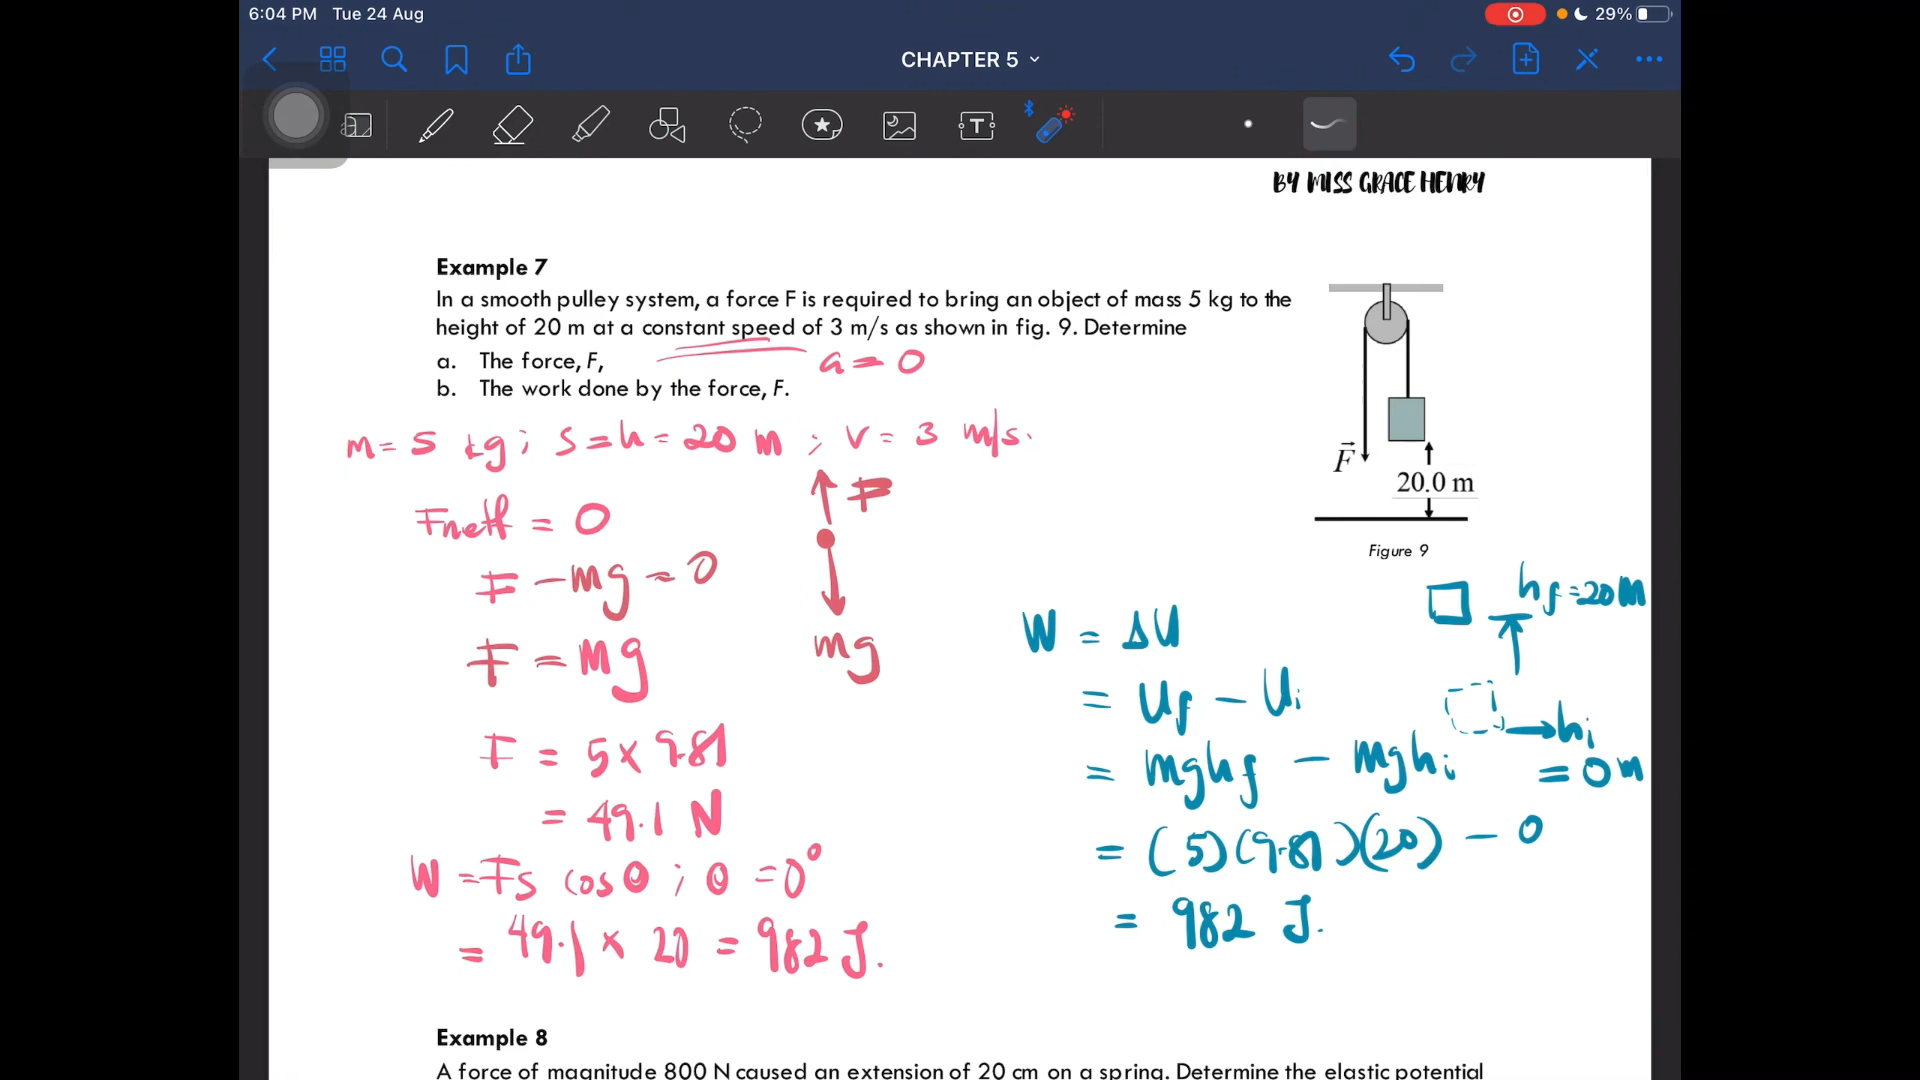 6:04 PM Tue 24 Aug
29%
CHAPTER 5
BY MISS GRACE HENRY
Example 7
In a smooth pulley system, a force F is required to bring an object of mass 5 kg to the
height of 20 m at a constant speed of 3 m/s as shown in fig. 9. Determine
a. The force, F,
a = 0
b. The work done by the force, F.
m = 5 kg ; s = h = 20 m ; v = 3 m/s.
F
20.0 m
Figure 9
F
Fnett = 0
F - mg = 0
F = mg
mg
F = 5 x 9.81
= 49.1 N
W = Fs cos θ ; θ = 0°
= 49.1 x 20 = 982 J.
hf = 20 m
hi
= 0 m
W = ΔU
= Uf - Ui
= mghf - mghi
= (5)(9.81)(20) - 0
= 982 J.
Example 8
A force of magnitude 800 N caused an extension of 20 cm on a spring. Determine the elastic potential